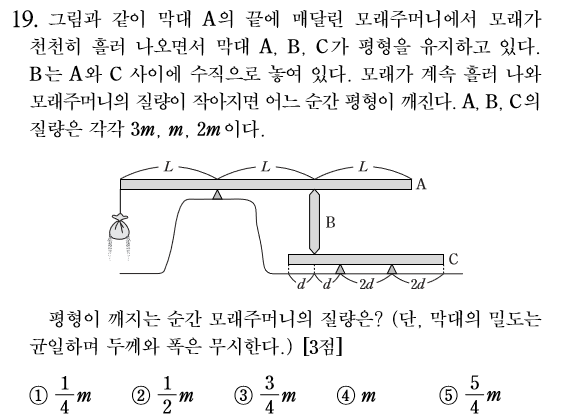 19. 그림과 같이 막대 A의 끝에 매달린 모래주머니에서 모래가
천천히 흘러 나오면서 막대 A, B, C가 평형을 유지하고 있다.
B는 A와 C 사이에 수직으로 놓여 있다. 모래가 계속 흘러 나와
모래주머니의 질량이 작아지면 어느 순간 평형이 깨진다. A, B, C의
질량은 각각 3m, m, 2m이다.
L L L
A
B
C
d d 2d 2d
평형이 깨지는 순간 모래주머니의 질량은? (단, 막대의 밀도는
균일하며 두께와 폭은 무시한다.) [3점]
① 1/4 m ② 1/2 m ③ 3/4 m ④ m ⑤ 5/4 m